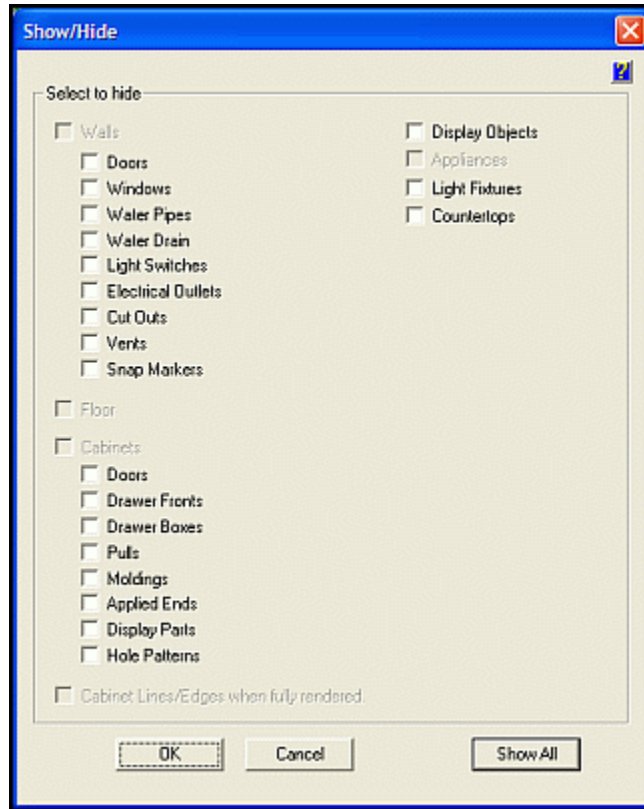 Show/Hide
Select to hide
Walls
Doors
Windows
Water Pipes
Water Drain
Light Switches
Electrical Outlets
Cut Outs
Vents
Snap Markers
Floor
Cabinets
Doors
Drawer Fronts
Drawer Boxes
Pulls
Moldings
Applied Ends
Display Parts
Hole Patterns
Cabinet Lines/Edges when fully rendered.
Display Objects
Appliances
Light Fixtures
Countertops
OK
Cancel
Show All